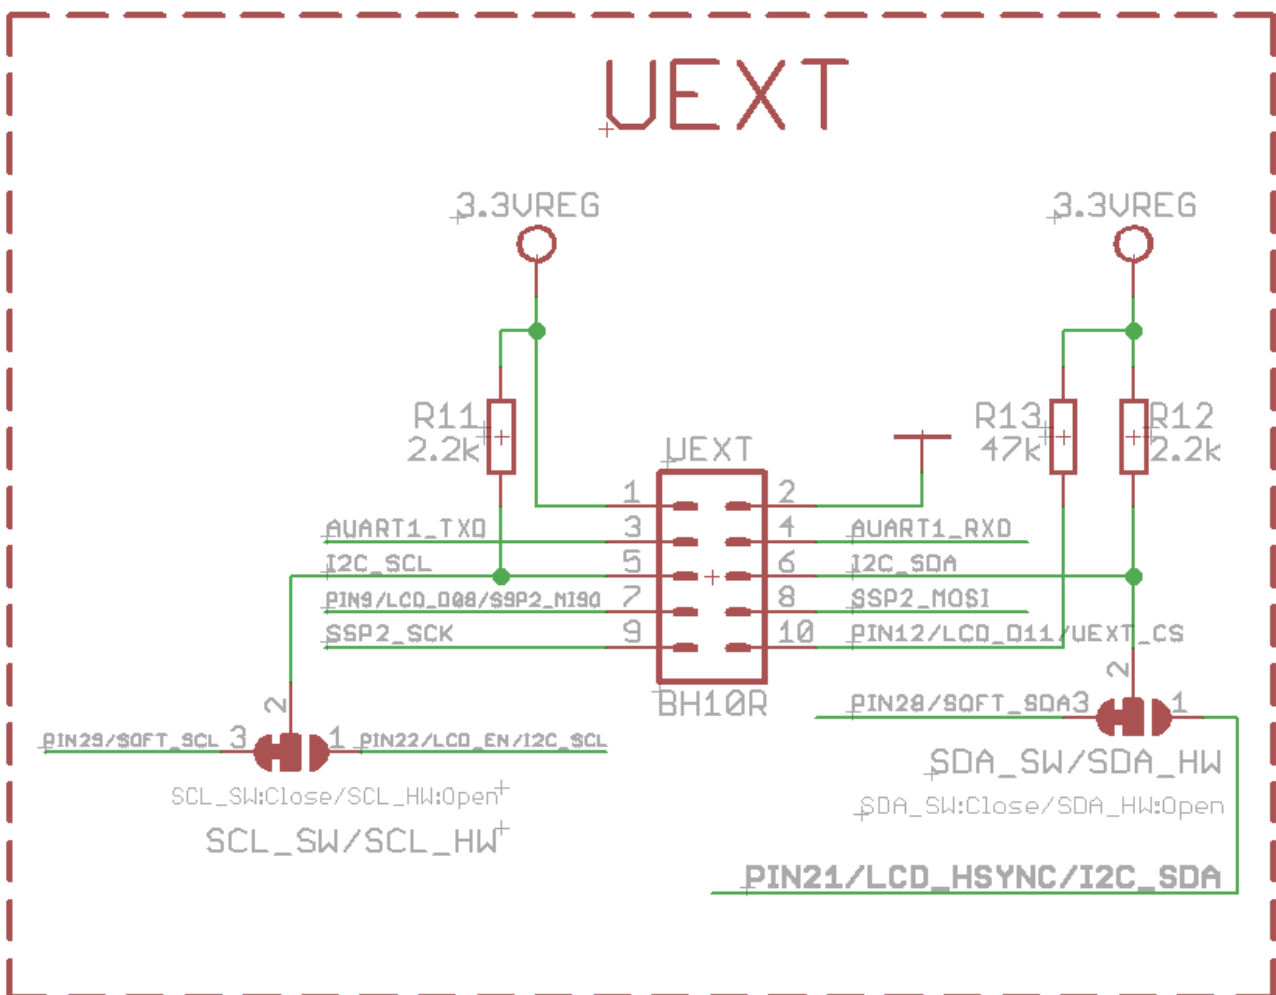 UEXT
3.3VREG
3.3VREG
R11
2.2k
R13
47k
R12
2.2k
UEXT
1
2
AUART1_TXD
3
4
AUART1_RXD
I2C_SCL
5
6
I2C_SDA
PIN9/LCD_D08/SSP2_MISO
7
8
SSP2_MOSI
SSP2_SCK
9
10
PIN12/LCD_D11/UEXT_CS
BH10R
2
PIN29/SOFT_SCL
3
1
PIN22/LCD_EN/I2C_SCL
SCL_SW:Close/SCL_HW:Open
SCL_SW/SCL_HW
2
PIN28/SOFT_SDA
3
1
SDA_SW/SDA_HW
SDA_SW:Close/SDA_HW:Open
PIN21/LCD_HSYNC/I2C_SDA